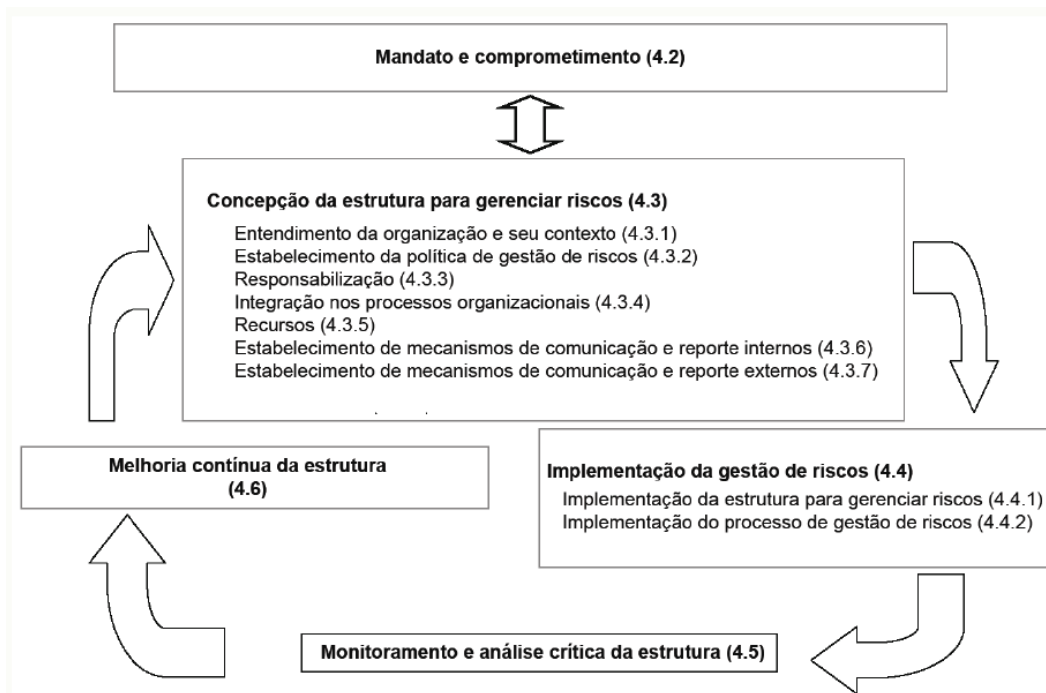 Mandato e comprometimento (4.2)
Concepção da estrutura para gerenciar riscos (4.3)
Entendimento da organização e seu contexto (4.3.1)
Estabelecimento da política de gestão de riscos (4.3.2)
Responsabilização (4.3.3)
Integração nos processos organizacionais (4.3.4)
Recursos (4.3.5)
Estabelecimento de mecanismos de comunicação e reporte internos (4.3.6)
Estabelecimento de mecanismos de comunicação e reporte externos (4.3.7)
Melhoria contínua da estrutura
(4.6)
Implementação da gestão de riscos (4.4)
Implementação da estrutura para gerenciar riscos (4.4.1)
Implementação do processo de gestão de riscos (4.4.2)
Monitoramento e análise crítica da estrutura (4.5)